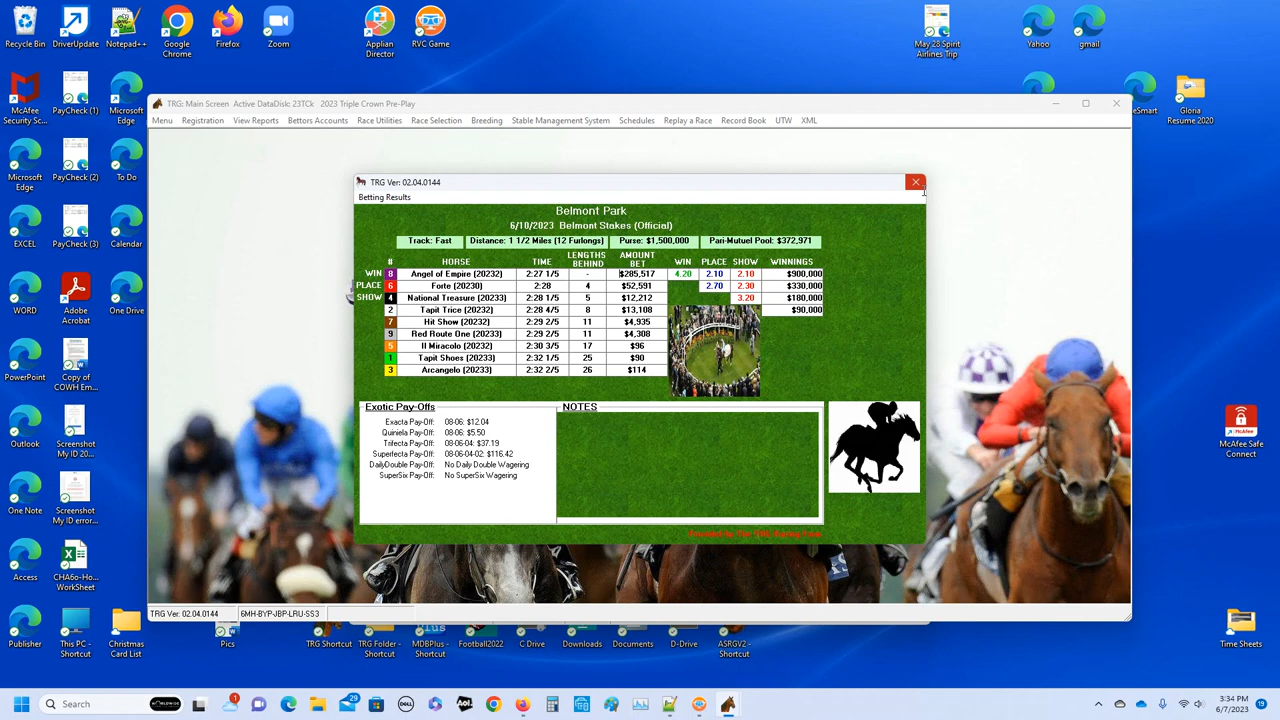 Recycle Bin
DriverUpdate
Notepad++
Google Chrome
Firefox
Zoom
Applian Director
RVC Game
May 28 Spirit Airlines Trip
Yahoo
gmail
McAfee Security Sc...
PayCheck (1)
Microsoft Edge
Smart
Gloria Resume 2020
TRG: Main Screen Active DataDisk: 23TCk 2023 Triple Crown Pre-Play
Menu Registration View Reports Bettors Accounts Race Utilities Race Selection Breeding Stable Management System Schedules Replay a Race Record Book UTW XML
Microsoft Edge
PayCheck (2)
To Do
EXCEL
PayCheck (3)
Calendar
WORD
Adobe Acrobat
One Drive
PowerPoint
Copy of COWH Em...
Outlook
Screenshot My ID 20...
One Note
Screenshot My ID error...
Access
CHA6o-Ho... WorkSheet
Publisher
This PC - Shortcut
Christmas Card List
TRG Ver: 02.04.0144
Betting Results
Belmont Park
6/10/2023 Belmont Stakes (Official)
Track: Fast Distance: 1 1/2 Miles (12 Furlongs) Purse: $1,500,000 Pari-Mutuel Pool: $372,971
# HORSE TIME LENGTHS BEHIND AMOUNT BET WIN PLACE SHOW WINNINGS
WIN 8 Angel of Empire (20232) 2:27 1/5 - $285,517 4.20 2.10 2.10 $900,000
PLACE 6 Forte (20230) 2:28 4 $52,591 2.70 2.30 $330,000
SHOW 4 National Treasure (20233) 2:28 1/5 5 $12,212 3.20 $180,000
2 Tapit Trice (20232) 2:28 4/5 8 $13,108 $90,000
7 Hit Show (20232) 2:29 2/5 11 $4,935
9 Red Route One (20233) 2:29 2/5 11 $4,308
5 Il Miracolo (20232) 2:30 3/5 17 $96
1 Tapit Shoes (20233) 2:32 1/5 25 $90
3 Arcangelo (20233) 2:32 2/5 26 $114
Exotic Pay-Offs
NOTES
Exacta Pay-Off: 08-06: $12.04
Quiniela Pay-Off: 08-06: $5.50
Trifecta Pay-Off: 08-06-04: $37.19
Superfecta Pay-Off: 08-06-04-02: $116.42
DailyDouble Pay-Off: No Daily Double Wagering
SuperSix Pay-Off: No SuperSix Wagering
McAfee Safe Connect
TRG Ver: 02.04.0144 6MH-BYP-JBP-LRU-SS3
Pics
TRG Shortcut
TRG Folder - Shortcut
MDBPlus - Shortcut
Football2022
C Drive
Downloads
Documents
D-Drive
ASRGV2 - Shortcut
Time Sheets
Search
1
29
DELL
Aol.
TRG
3:34 PM
6/7/2023
19